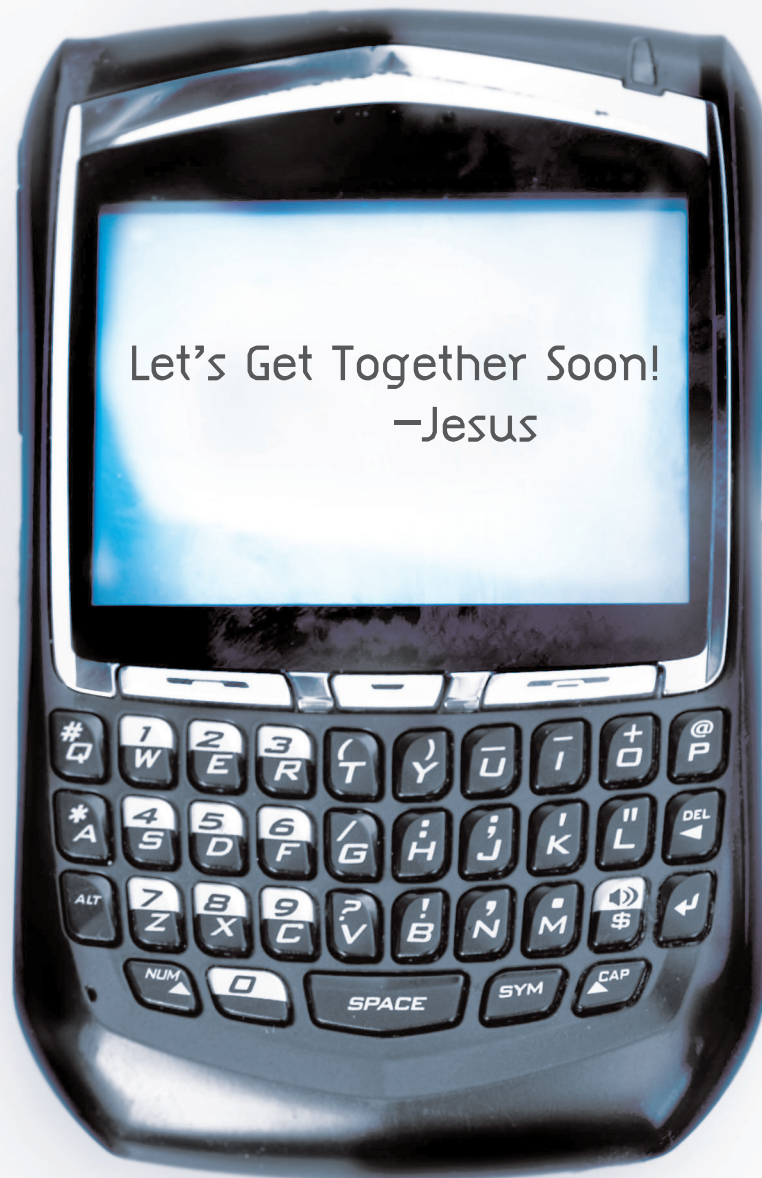 Let's Get Together Soon!
–Jesus
# 1 2 3 ( ) _ – + @
Q W E R T Y U I O P
* 4 5 6 / : ; ' " DEL
A S D F G H J K L
ALT 7 8 9 ? ! , . $
Z X C V B N M
NUM 0 SPACE SYM CAP